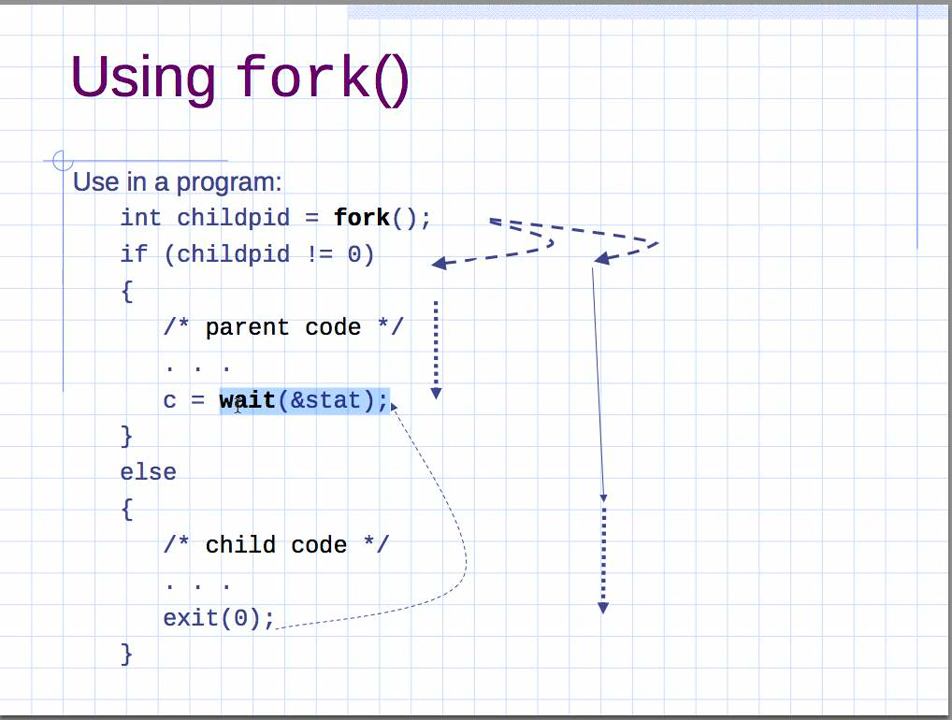 Using fork()
Use in a program:
int childpid = fork();
if (childpid != 0)
{
/* parent code */
. . .
c = wait(&stat);
}
else
{
/* child code */
. . .
exit(0);
}